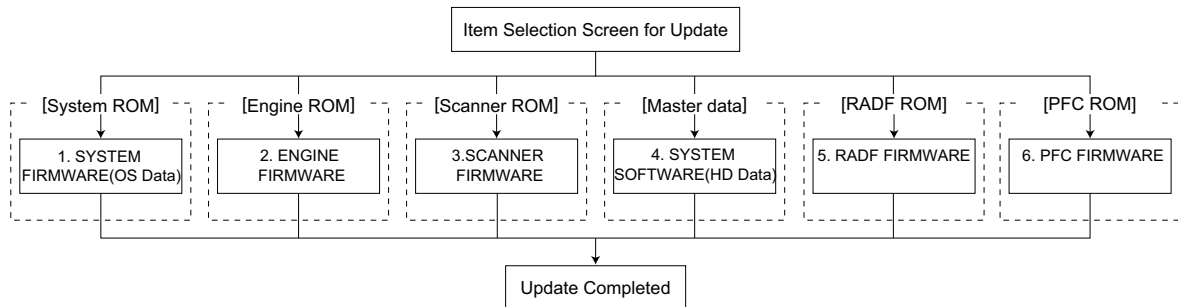 Item Selection Screen for Update
[System ROM]
[Engine ROM]
[Scanner ROM]
[Master data]
[RADF ROM]
[PFC ROM]
1. SYSTEM
FIRMWARE(OS Data)
2. ENGINE
FIRMWARE
3.SCANNER
FIRMWARE
4. SYSTEM
SOFTWARE(HD Data)
5. RADF FIRMWARE
6. PFC FIRMWARE
Update Completed